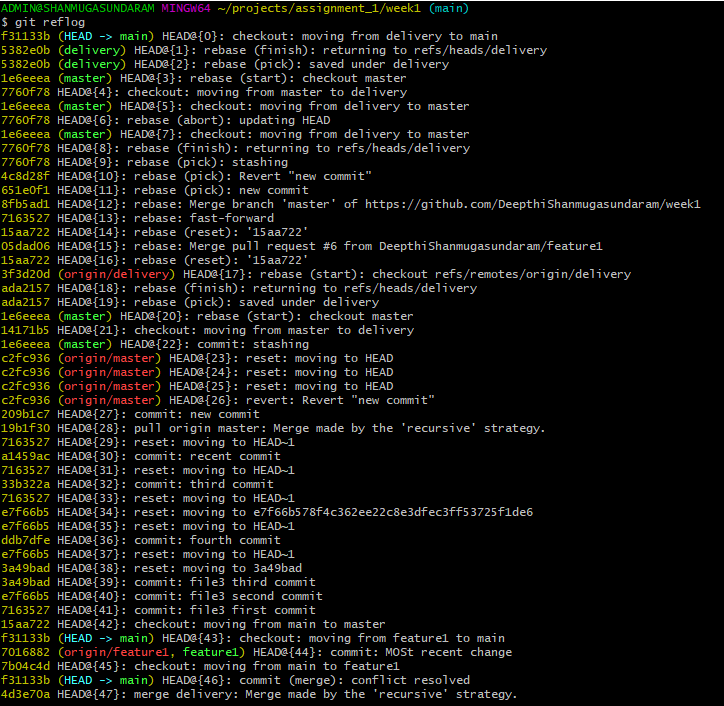 ADMIN@SHANMUGASUNDARAM MINGW64 ~/projects/assignment_1/week1 (main)
$ git reflog
f31133b (HEAD -> main) HEAD@{0}: checkout: moving from delivery to main
5382e0b (delivery) HEAD@{1}: rebase (finish): returning to refs/heads/delivery
5382e0b (delivery) HEAD@{2}: rebase (pick): saved under delivery
1e6eeea (master) HEAD@{3}: rebase (start): checkout master
7760f78 HEAD@{4}: checkout: moving from master to delivery
1e6eeea (master) HEAD@{5}: checkout: moving from delivery to master
7760f78 HEAD@{6}: rebase (abort): updating HEAD
1e6eeea (master) HEAD@{7}: checkout: moving from delivery to master
7760f78 HEAD@{8}: rebase (finish): returning to refs/heads/delivery
7760f78 HEAD@{9}: rebase (pick): stashing
4c8d28f HEAD@{10}: rebase (pick): Revert "new commit"
651e0f1 HEAD@{11}: rebase (pick): new commit
8fb5ad1 HEAD@{12}: rebase: Merge branch 'master' of https://github.com/DeepthiShanmugasundaram/week1
7163527 HEAD@{13}: rebase: fast-forward
15aa722 HEAD@{14}: rebase (reset): '15aa722'
05dad06 HEAD@{15}: rebase: Merge pull request #6 from DeepthiShanmugasundaram/feature1
15aa722 HEAD@{16}: rebase (reset): '15aa722'
3f3d20d (origin/delivery) HEAD@{17}: rebase (start): checkout refs/remotes/origin/delivery
ada2157 HEAD@{18}: rebase (finish): returning to refs/heads/delivery
ada2157 HEAD@{19}: rebase (pick): saved under delivery
1e6eeea (master) HEAD@{20}: rebase (start): checkout master
14171b5 HEAD@{21}: checkout: moving from master to delivery
1e6eeea (master) HEAD@{22}: commit: stashing
c2fc936 (origin/master) HEAD@{23}: reset: moving to HEAD
c2fc936 (origin/master) HEAD@{24}: reset: moving to HEAD
c2fc936 (origin/master) HEAD@{25}: reset: moving to HEAD
c2fc936 (origin/master) HEAD@{26}: revert: Revert "new commit"
209b1c7 HEAD@{27}: commit: new commit
19b1f30 HEAD@{28}: pull origin master: Merge made by the 'recursive' strategy.
7163527 HEAD@{29}: reset: moving to HEAD~1
a1459ac HEAD@{30}: commit: recent commit
7163527 HEAD@{31}: reset: moving to HEAD~1
33b322a HEAD@{32}: commit: third commit
7163527 HEAD@{33}: reset: moving to HEAD~1
e7f66b5 HEAD@{34}: reset: moving to e7f66b578f4c362ee22c8e3dfec3ff53725f1de6
e7f66b5 HEAD@{35}: reset: moving to HEAD~1
ddb7dfe HEAD@{36}: commit: fourth commit
e7f66b5 HEAD@{37}: reset: moving to HEAD~1
3a49bad HEAD@{38}: reset: moving to 3a49bad
3a49bad HEAD@{39}: commit: file3 third commit
e7f66b5 HEAD@{40}: commit: file3 second commit
7163527 HEAD@{41}: commit: file3 first commit
15aa722 HEAD@{42}: checkout: moving from main to master
f31133b (HEAD -> main) HEAD@{43}: checkout: moving from feature1 to main
7016882 (origin/feature1, feature1) HEAD@{44}: commit: MOSt recent change
7b04c4d HEAD@{45}: checkout: moving from main to feature1
f31133b (HEAD -> main) HEAD@{46}: commit (merge): conflict resolved
4d3e70a HEAD@{47}: merge delivery: Merge made by the 'recursive' strategy.